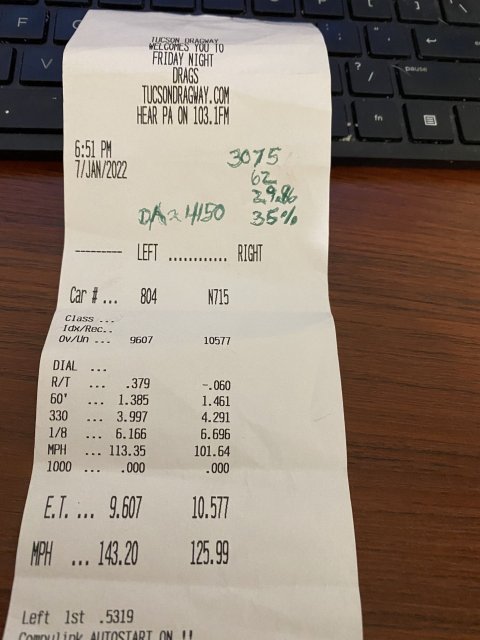 TUCSON DRAGWAY
WELCOMES YOU TO
FRIDAY NIGHT
DRAGS
TUCSONDRAGWAY.COM
HEAR PA ON 103.1FM
6:51 PM
7/JAN/2022
3075
62
29.86
DA≈4150 35%
--------- LEFT ............ RIGHT
Car # ... 804 N715
Class ...
Idx/Rec..
Ov/Un ... 9607 10577
DIAL ...
R/T ... .379 -.060
60' ... 1.385 1.461
330 ... 3.997 4.291
1/8 ... 6.166 6.696
MPH ... 113.35 101.64
1000 ... .000 .000
E.T. ... 9.607 10.577
MPH ... 143.20 125.99
Left 1st .5319
Compulink AUTOSTART ON !!
pause
fn
F
V
? /